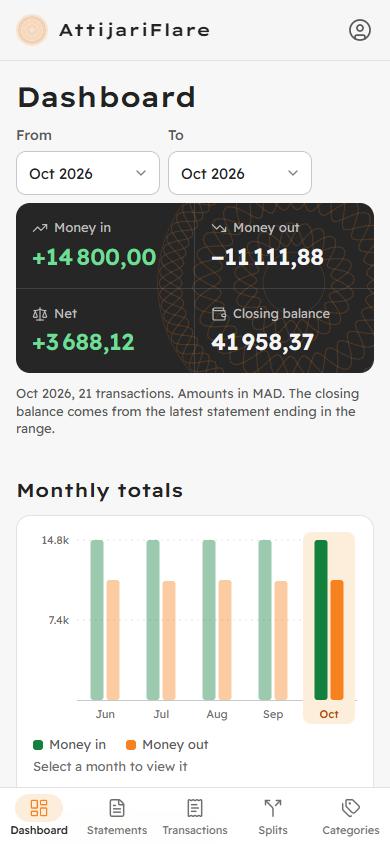 AttijariFlare
Dashboard
From To
Oct 2026 Oct 2026
Money in Money out
+14 800,00 −11 111,88
Net Closing balance
+3 688,12 41 958,37
Oct 2026, 21 transactions. Amounts in MAD. The closing
balance comes from the latest statement ending in the
range.
Monthly totals
14.8k
7.4k
Jun Jul Aug Sep Oct
Money in Money out
Select a month to view it
Dashboard Statements Transactions Splits Categories